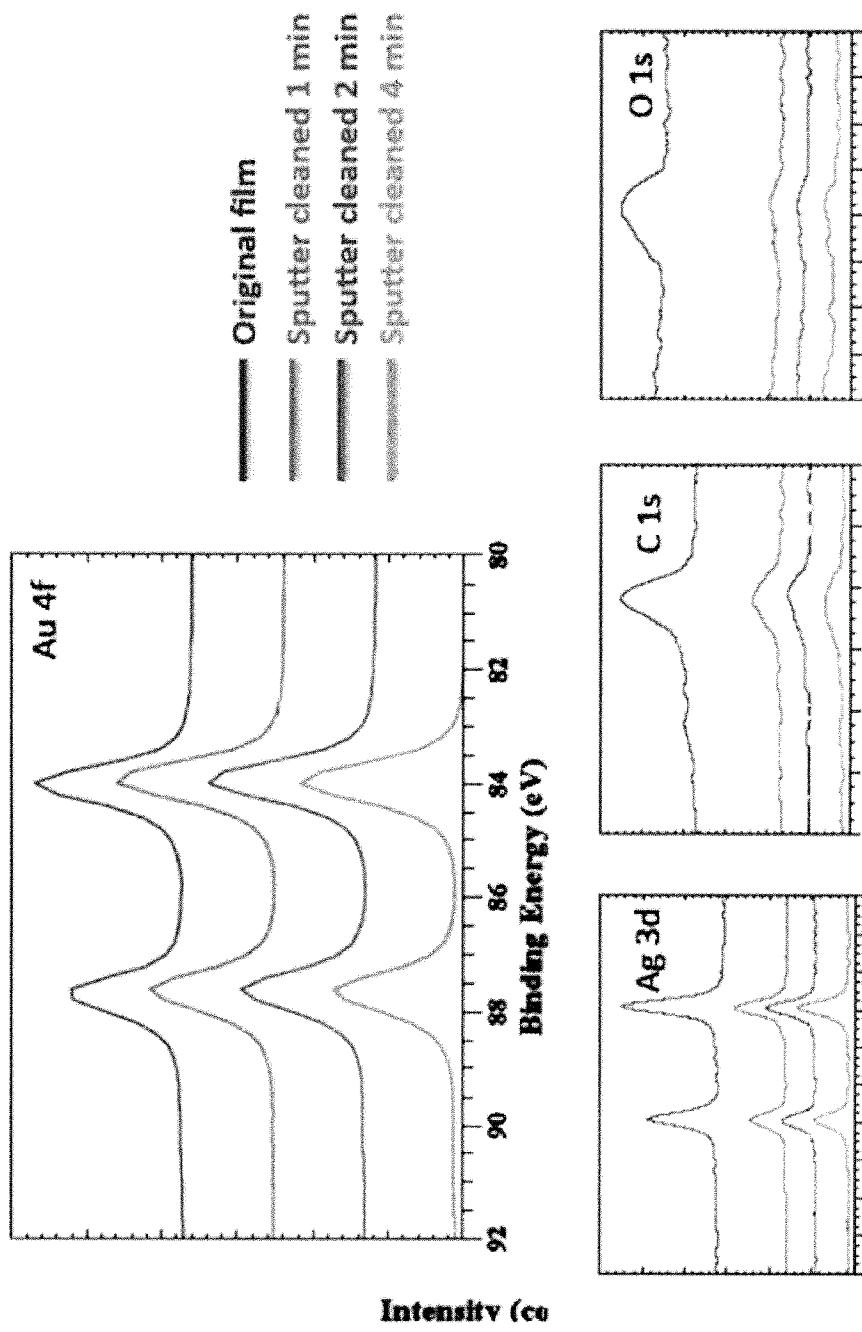 Au 4f
Original film
Sputter cleaned 1 min
Sputter cleaned 2 min
Sputter cleaned 4 min
92 90 88 86 84 82 80
Binding Energy (eV)
Intensity (co
Ag 3d
C 1s
O 1s